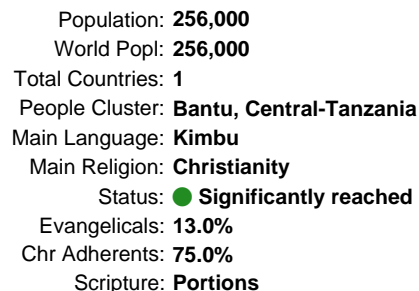 Population: 256,000
World Popl: 256,000
Total Countries: 1
People Cluster: Bantu, Central-Tanzania
Main Language: Kimbu
Main Religion: Christianity
Status: Significantly reached
Evangelicals: 13.0%
Chr Adherents: 75.0%
Scripture: Portions